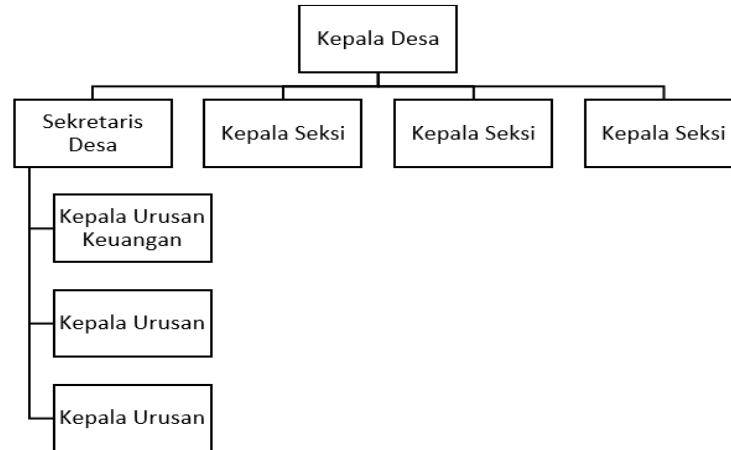 Kepala Desa
Sekretaris
Desa
Kepala Seksi
Kepala Seksi
Kepala Seksi
Kepala Urusan
Keuangan
Kepala Urusan
Kepala Urusan